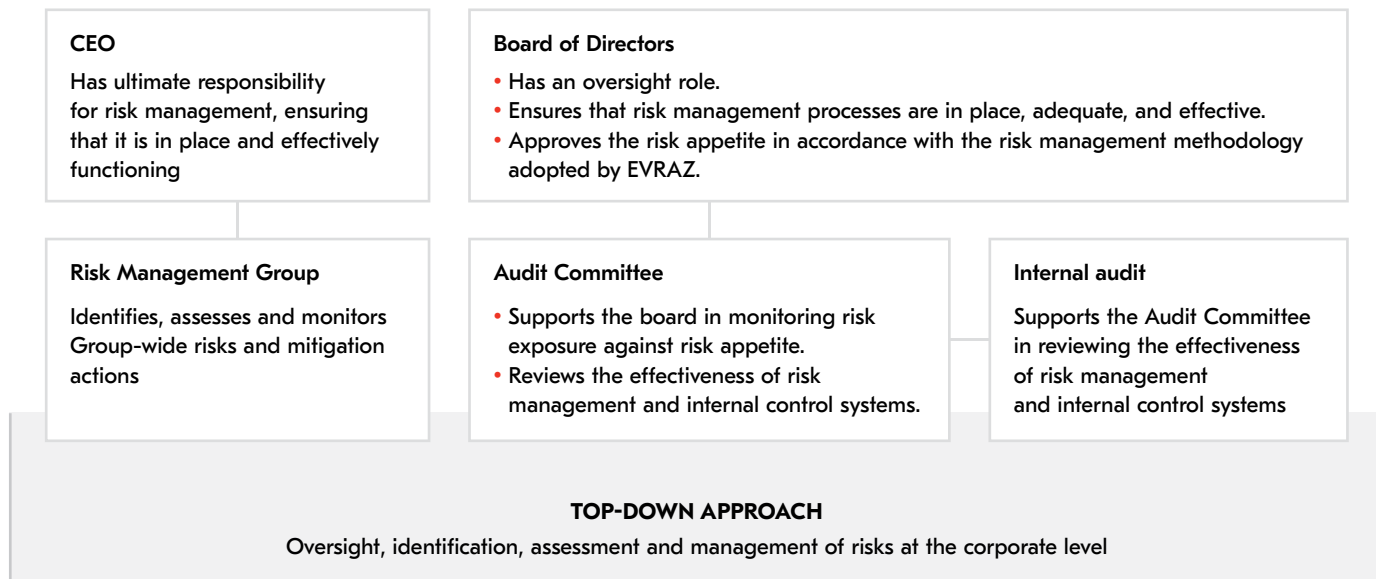 CEO
Has ultimate responsibility
for risk management, ensuring
that it is in place and effectively
functioning
Board of Directors
• Has an oversight role.
• Ensures that risk management processes are in place, adequate, and effective.
• Approves the risk appetite in accordance with the risk management methodology
adopted by EVRAZ.
Risk Management Group
Identifies, assesses and monitors
Group-wide risks and mitigation
actions
Audit Committee
• Supports the board in monitoring risk
exposure against risk appetite.
• Reviews the effectiveness of risk
management and internal control systems.
Internal audit
Supports the Audit Committee
in reviewing the effectiveness
of risk management
and internal control systems
TOP-DOWN APPROACH
Oversight, identification, assessment and management of risks at the corporate level